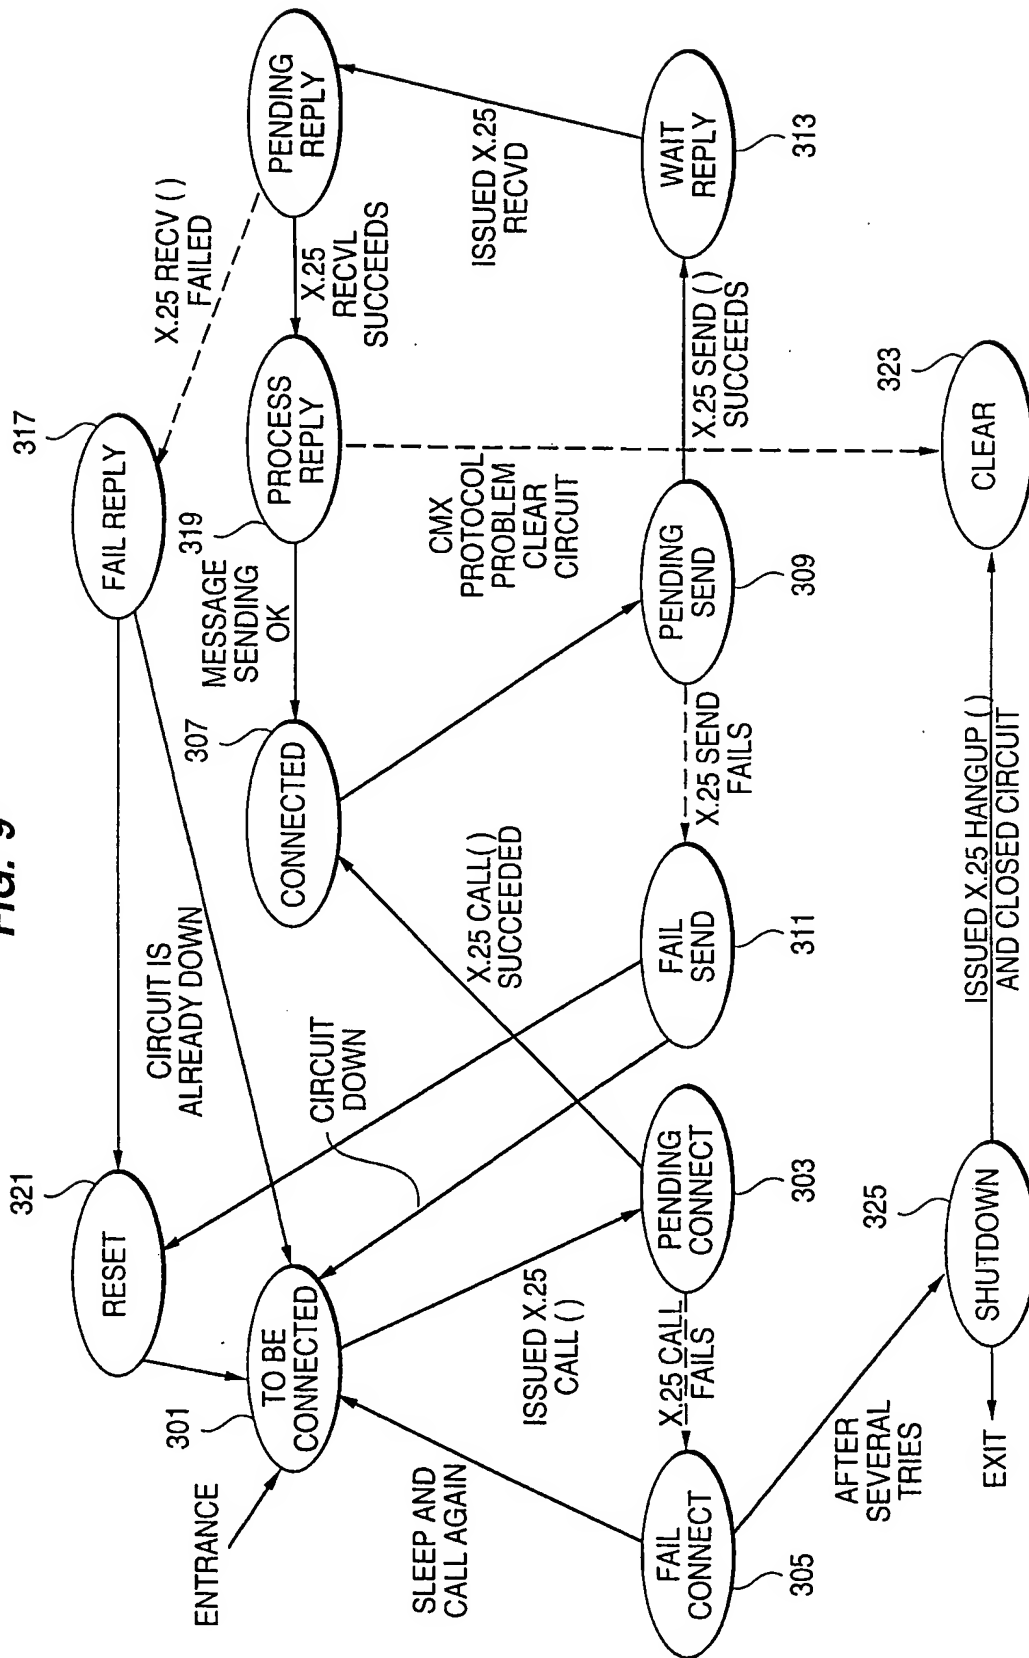 FIG. 9
321
RESET
CIRCUIT IS
ALREADY DOWN
317
FAIL REPLY
X.25 RECV ( )
FAILED
ENTRANCE
301
TO BE
CONNECTED
CIRCUIT
DOWN
307
CONNECTED
MESSAGE
SENDING
OK
319
PROCESS
REPLY
X.25
RECVL
SUCCEEDS
PENDING
REPLY
SLEEP AND
CALL AGAIN
ISSUED X.25
CALL ( )
X.25 CALL( )
SUCCEEDED
CMX
PROTOCOL
PROBLEM
CLEAR
CIRCUIT
ISSUED X.25
RECVD
FAIL
CONNECT
305
X.25 CALL
FAILS
PENDING
CONNECT
303
FAIL
SEND
311
X.25 SEND
FAILS
PENDING
SEND
309
X.25 SEND ( )
SUCCEEDS
WAIT
REPLY
313
AFTER
SEVERAL
TRIES
EXIT
325
SHUTDOWN
ISSUED X.25 HANGUP ( )
AND CLOSED CIRCUIT
323
CLEAR